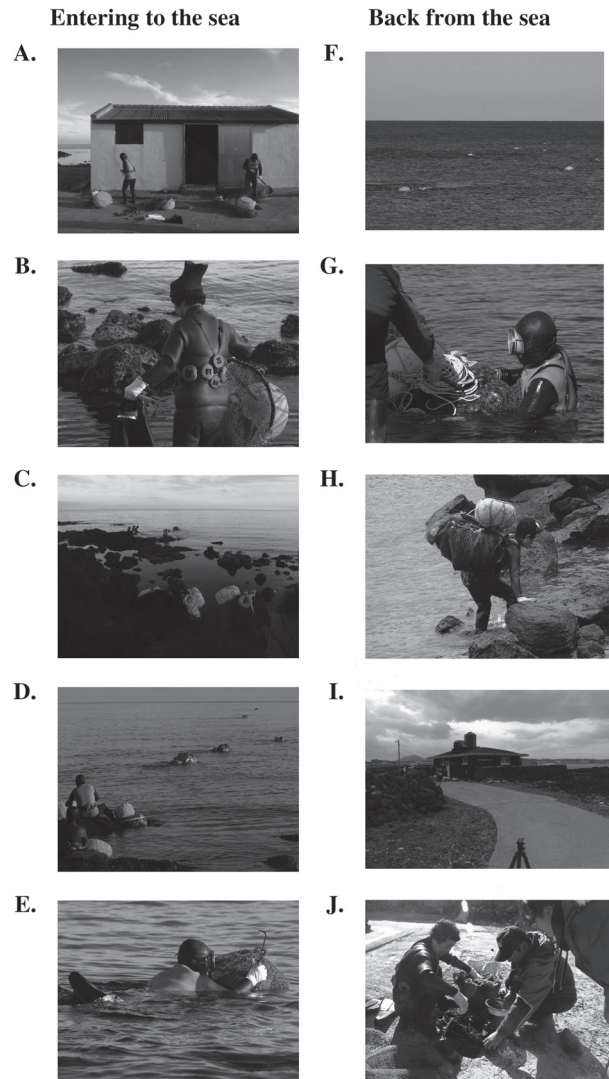 Entering to the sea
Back from the sea
A.
F.
B.
G.
C.
H.
D.
I.
E.
J.